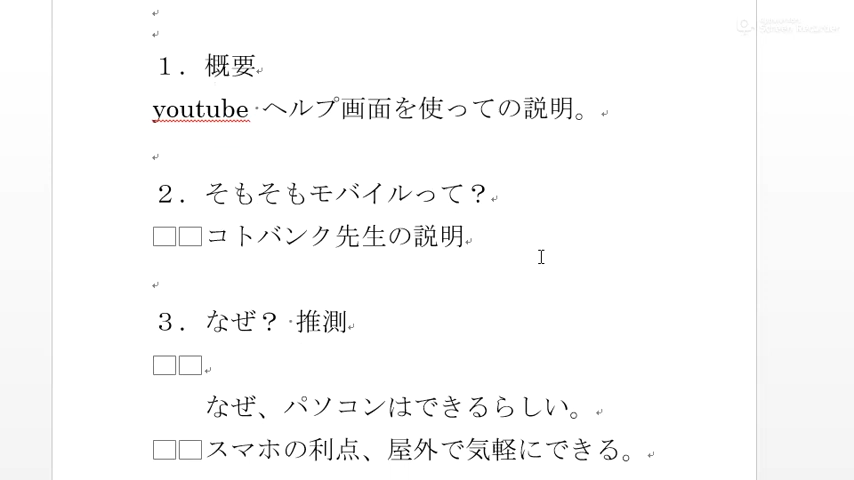 Screen Recorder
１．概要
youtube ヘルプ画面を使っての説明。
２．そもそもモバイルって？
□□コトバンク先生の説明
３．なぜ？ 推測
□□
なぜ、パソコンはできるらしい。
□□スマホの利点、屋外で気軽にできる。